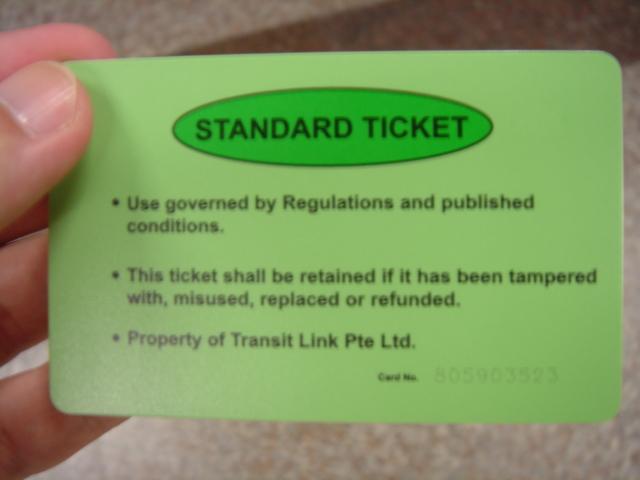 STANDARD TICKET
• Use governed by Regulations and published
conditions.
• This ticket shall be retained if it has been tampered
with, misused, replaced or refunded.
• Property of Transit Link Pte Ltd.
Card No. 805903523